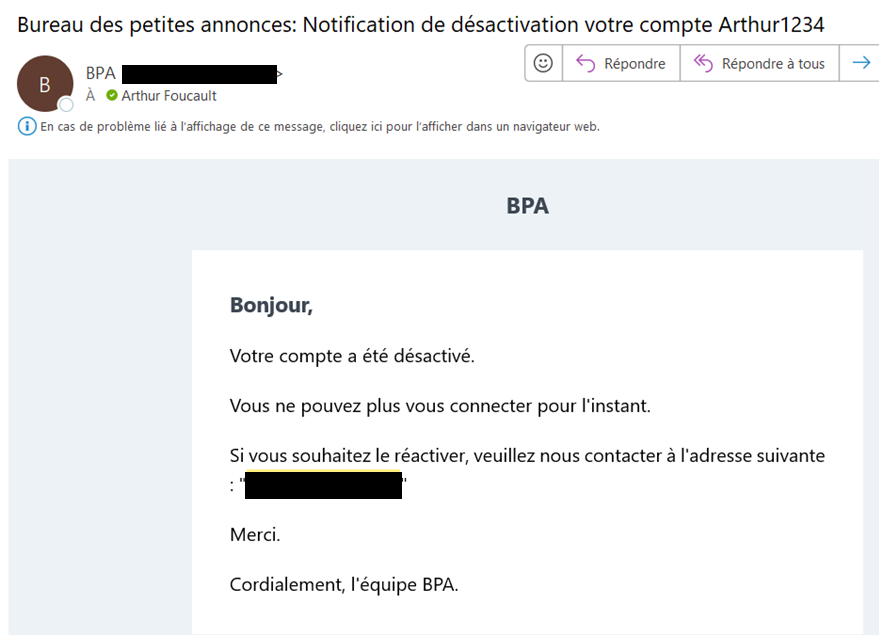 Bureau des petites annonces: Notification de désactivation votre compte Arthur1234
B
BPA >
À Arthur Foucault
Répondre
Répondre à tous
En cas de problème lié à l'affichage de ce message, cliquez ici pour l'afficher dans un navigateur web.
BPA
Bonjour,
Votre compte a été désactivé.
Vous ne pouvez plus vous connecter pour l'instant.
Si vous souhaitez le réactiver, veuillez nous contacter à l'adresse suivante
: " "
Merci.
Cordialement, l'équipe BPA.